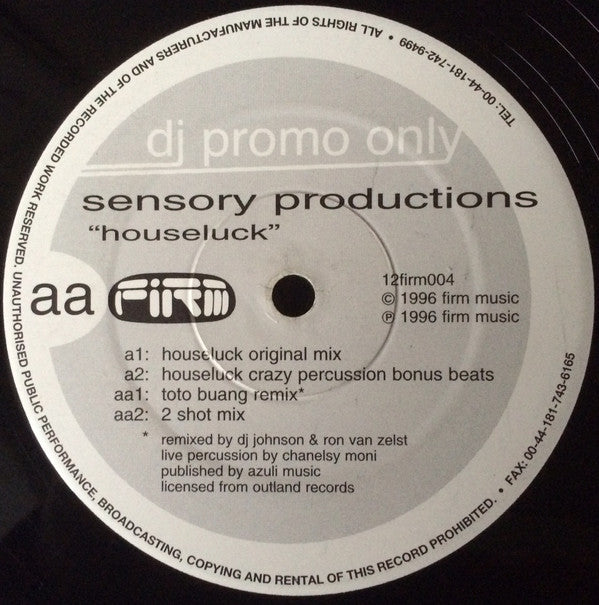 dj promo only
sensory productions
"houseluck"
aa firm
12firm004
© 1996 firm music
℗ 1996 firm music
a1: houseluck original mix
a2: houseluck crazy percussion bonus beats
aa1: toto buang remix*
aa2: 2 shot mix
* remixed by dj johnson & ron van zelst
live percussion by chanelsy moni
published by azuli music
licensed from outland records
ALL RIGHTS OF THE MANUFACTURERS AND OF THE RECORDED WORK RESERVED. UNAUTHORISED PUBLIC PERFORMANCE, BROADCASTING, COPYING AND RENTAL OF THIS RECORD PROHIBITED. • FAX: 00-44-181-743-6165
TEL: 00-44-181-742-9499 •